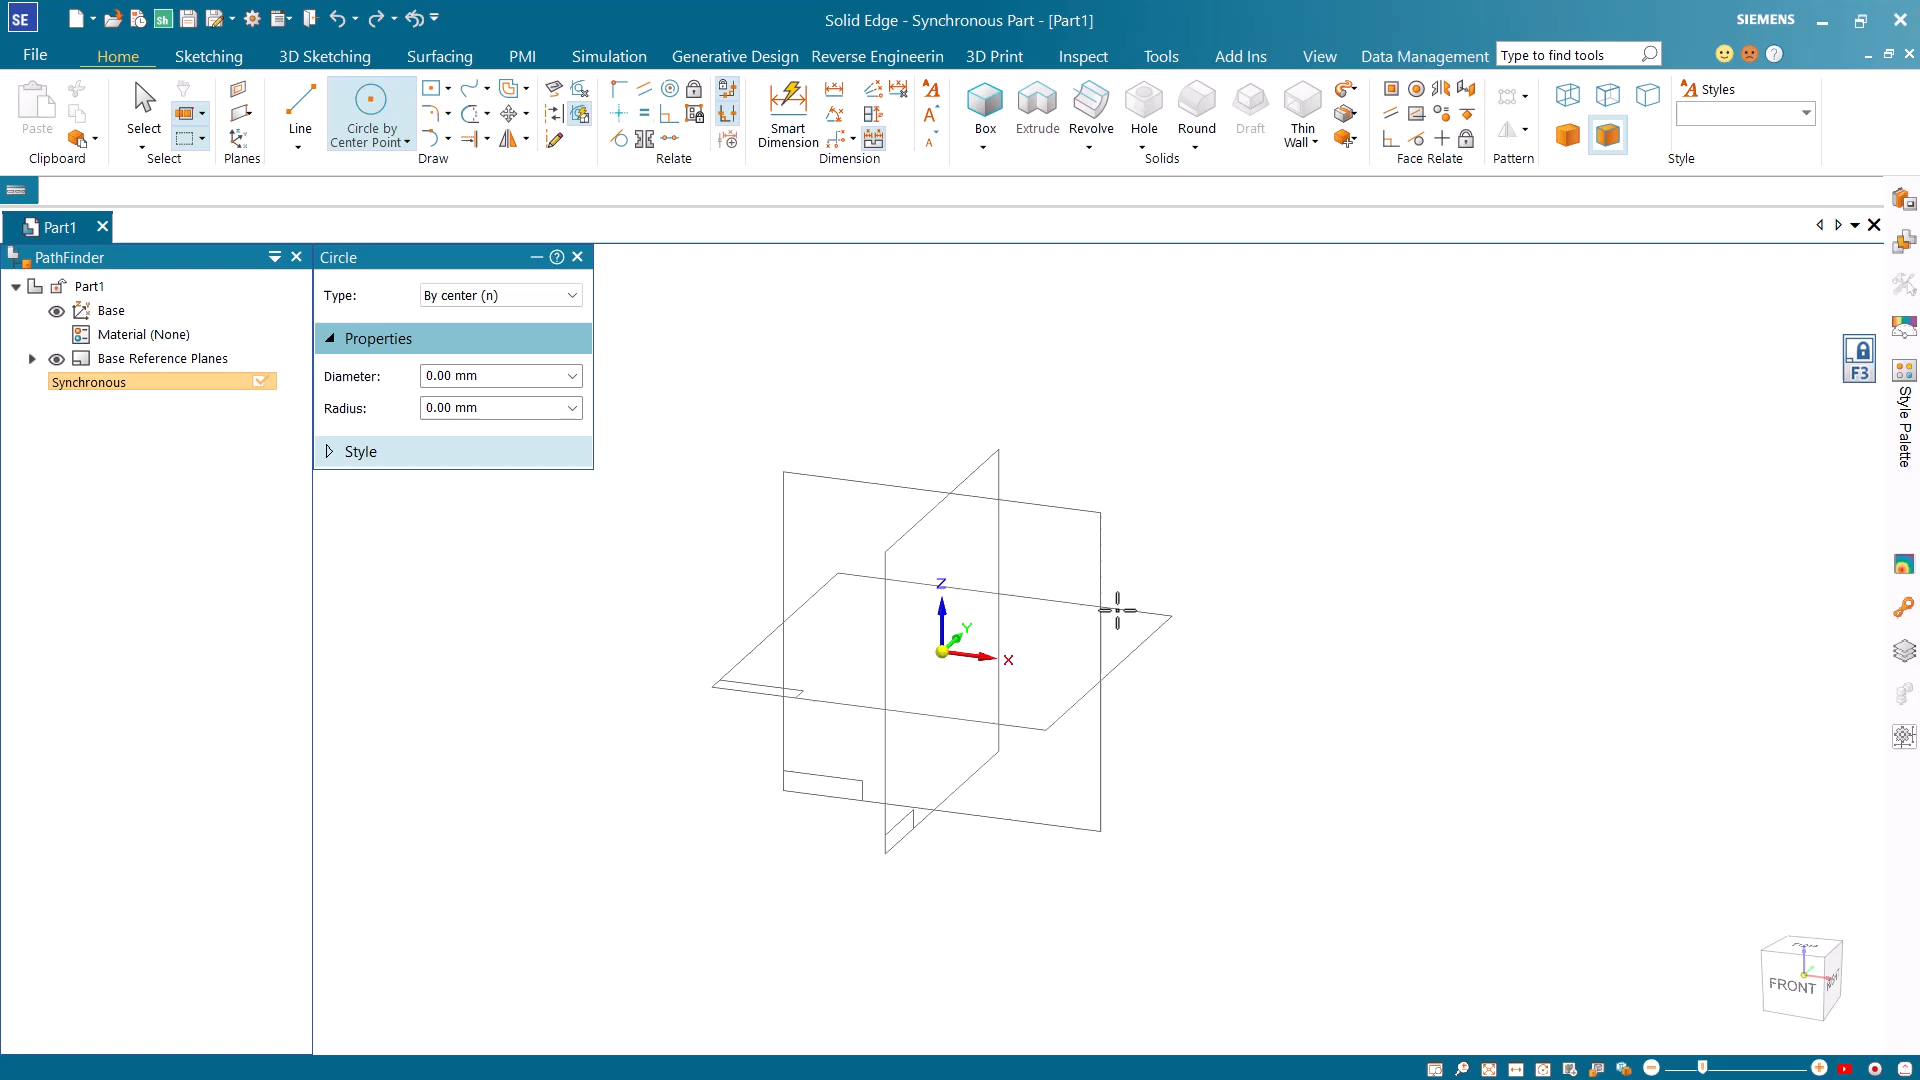 SE
Sh
Solid Edge - Synchronous Part - [Part1]
SIEMENS
File
Home
Sketching
3D Sketching
Surfacing
PMI
Simulation
Generative Design
Reverse Engineerin
3D Print
Inspect
Tools
Add Ins
View
Data Management
Type to find tools
Paste
Clipboard
Select
Select
Planes
Line
Circle by
Center Point
Draw
Relate
Smart
Dimension
Dimension
Box
Extrude
Revolve
Hole
Round
Draft
Thin
Wall
Solids
Face Relate
Pattern
Styles
Style
Part1
PathFinder
Part1
Base
Material (None)
Base Reference Planes
Synchronous
Circle
Type:
By center (n)
Properties
Diameter:
0.00 mm
Radius:
0.00 mm
Style
F3
Style Palette
Z
Y
X
FRONT
RIGHT